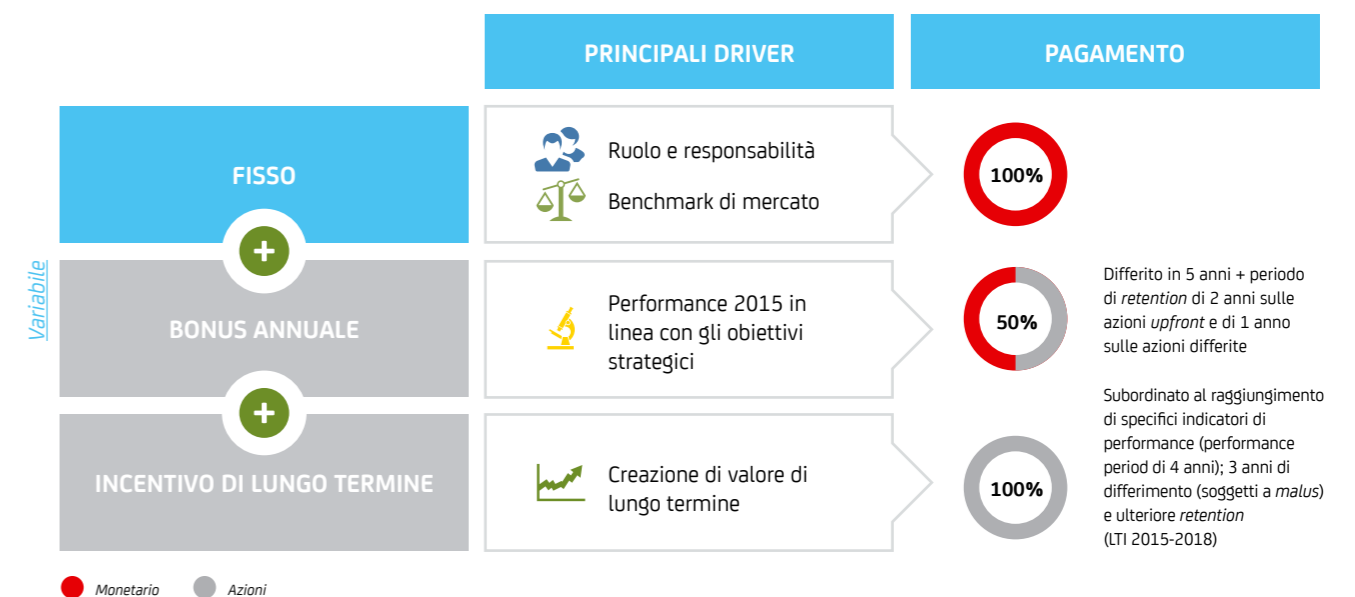 PRINCIPALI DRIVER
PAGAMENTO
Variabile
FISSO
Ruolo e responsabilità
Benchmark di mercato
100%
+
BONUS ANNUALE
Performance 2015 in
linea con gli obiettivi
strategici
50%
Differito in 5 anni + periodo
di retention di 2 anni sulle
azioni upfront e di 1 anno
sulle azioni differite
+
INCENTIVO DI LUNGO TERMINE
Creazione di valore di
lungo termine
100%
Subordinato al raggiungimento
di specifici indicatori di
performance (performance
period di 4 anni); 3 anni di
differimento (soggetti a malus)
e ulteriore retention
(LTI 2015-2018)
Monetario
Azioni